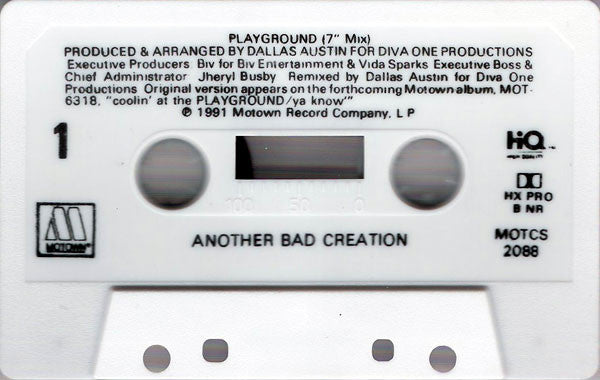 PLAYGROUND (7" Mix)
PRODUCED & ARRANGED BY DALLAS AUSTIN FOR DIVA ONE PRODUCTIONS
Executive Producers Biv for Biv Entertainment & Vida Sparks Executive Boss &
Chief Administrator Jheryl Busby Remixed by Dallas Austin for Diva One
Productions Original version appears on the forthcoming Motown album, MOT-
6318, "coolin' at the PLAYGROUND/ya know'"
℗ 1991 Motown Record Company, L P
1
HiQ
HIGH QUALITY
100 50 0
HX PRO
B NR
M
MOTOWN
ANOTHER BAD CREATION
MOTCS
2088